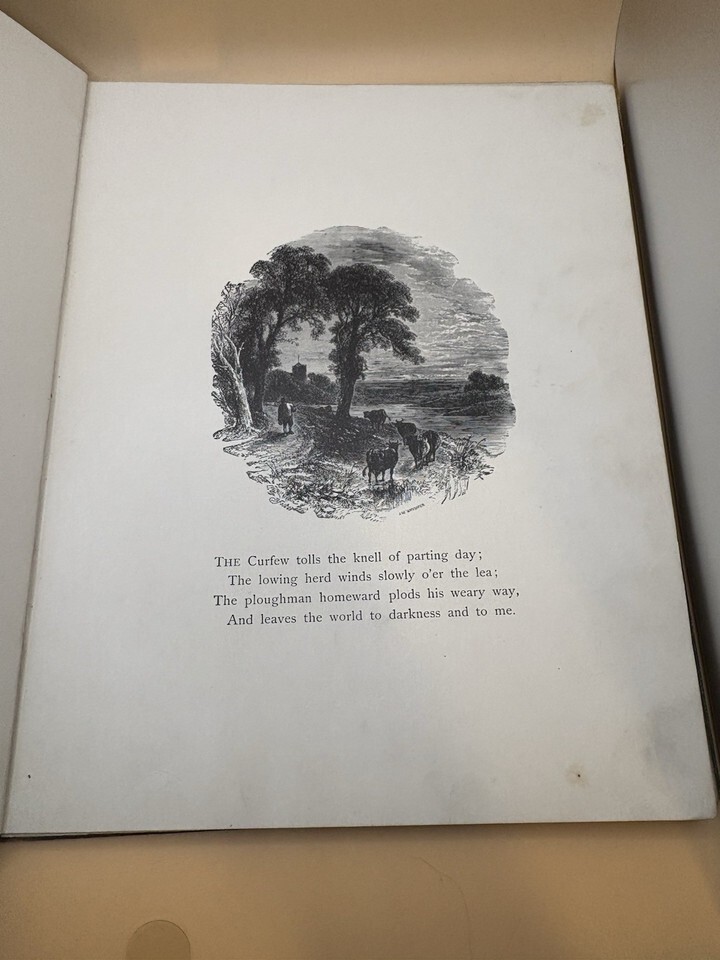 THE Curfew tolls the knell of parting day;
The lowing herd winds slowly o'er the lea;
The ploughman homeward plods his weary way,
And leaves the world to darkness and to me.